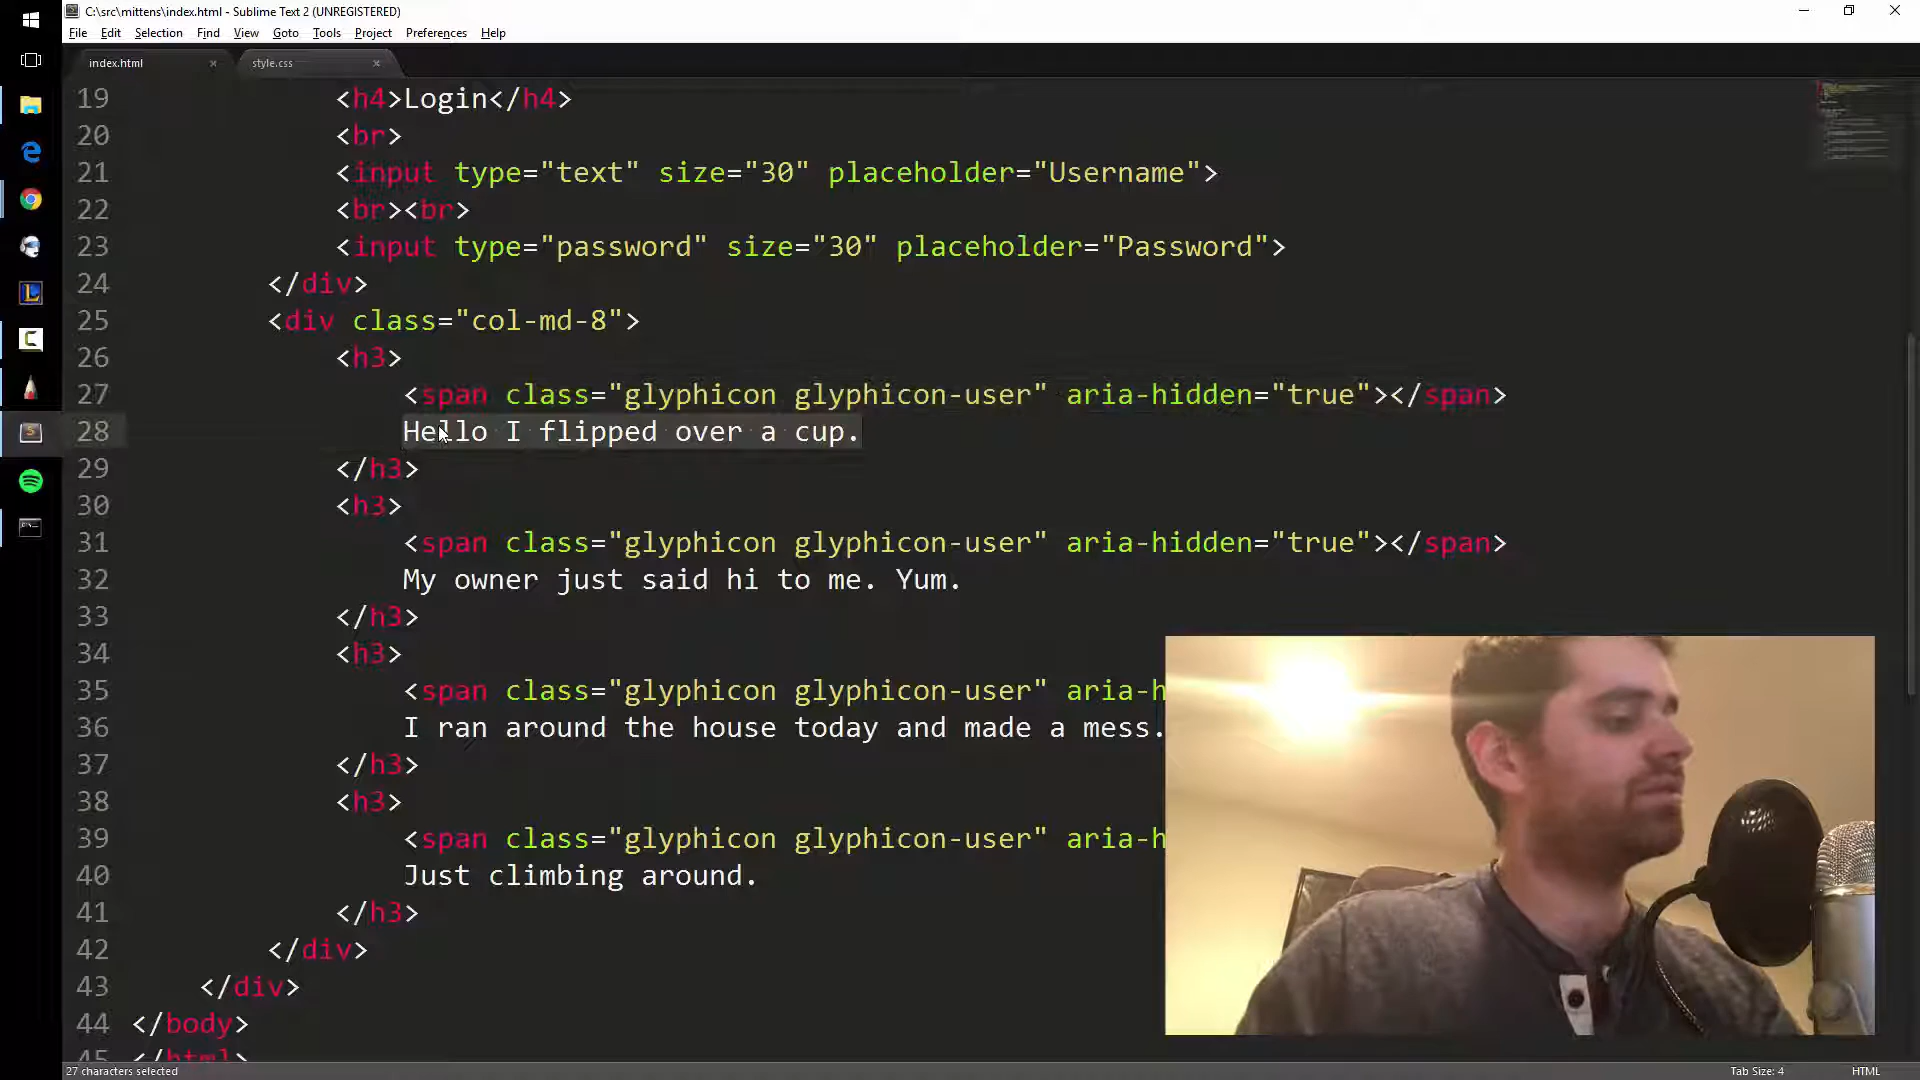 C:\src\mittens\index.html - Sublime Text 2 (UNREGISTERED)
File Edit Selection Find View Goto Tools Project Preferences Help
index.html × style.css ×
19 <h4>Login</h4>
20 <br>
21 <input type="text" size="30" placeholder="Username">
22 <br><br>
23 <input type="password" size="30" placeholder="Password">
24 </div>
25 <div class="col-md-8">
26 <h3>
27 <span class="glyphicon glyphicon-user" aria-hidden="true"></span>
28 Hello I flipped over a cup.
29 </h3>
30 <h3>
31 <span class="glyphicon glyphicon-user" aria-hidden="true"></span>
32 My owner just said hi to me. Yum.
33 </h3>
34 <h3>
35 <span class="glyphicon glyphicon-user" aria-h
36 I ran around the house today and made a mess.
37 </h3>
38 <h3>
39 <span class="glyphicon glyphicon-user" aria-h
40 Just climbing around.
41 </h3>
42 </div>
43 </div>
44 </body>
45 </html>
27 characters selected Tab Size: 4 HTML